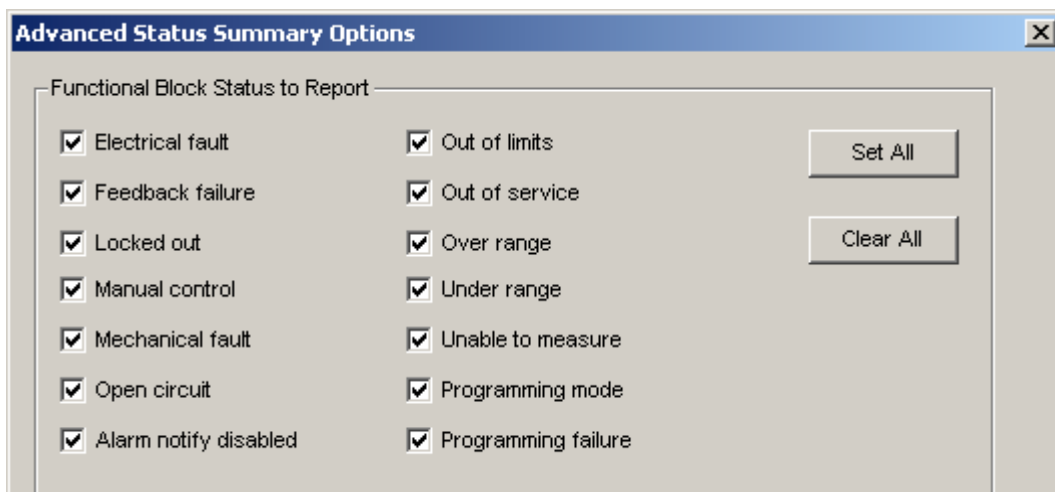 Advanced Status Summary Options
Functional Block Status to Report
Electrical fault
Feedback failure
Locked out
Manual control
Mechanical fault
Open circuit
Alarm notify disabled
Out of limits
Out of service
Over range
Under range
Unable to measure
Programming mode
Programming failure
Set All
Clear All